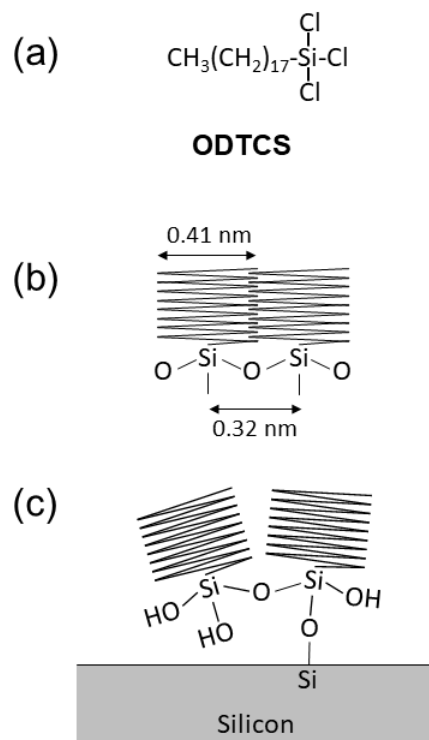 (a)
Cl
CH₃(CH₂)₁₇-Si-Cl
Cl
ODTCS
(b)
0.41 nm
Si Si
O O O
0.32 nm
(c)
Si O Si
HO OH
HO O
Si
Silicon